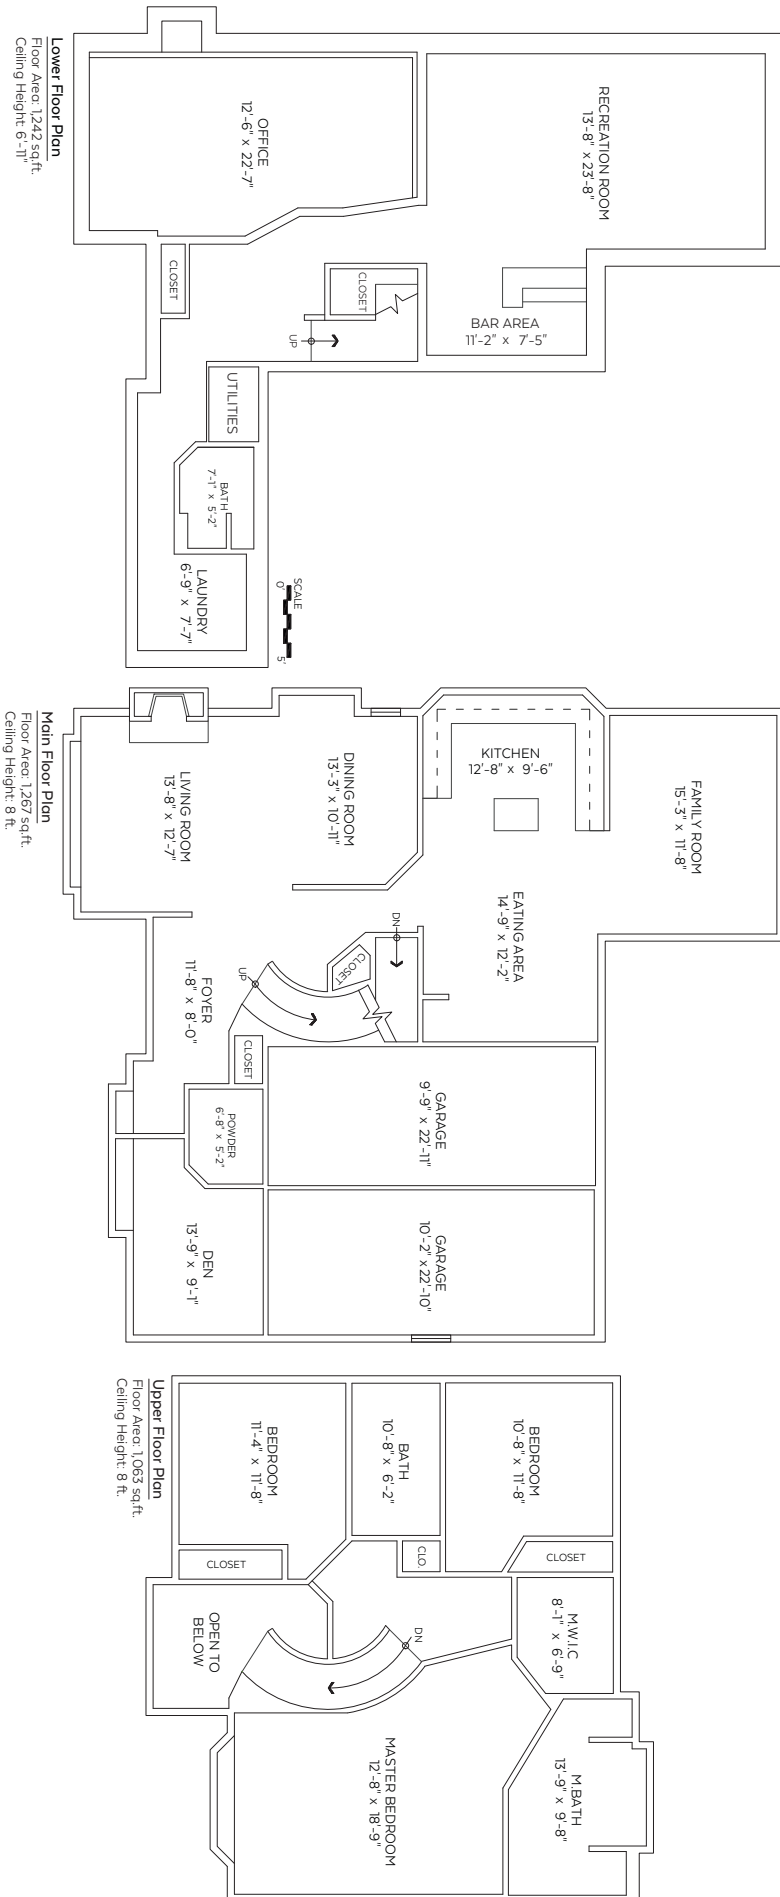 Lower Floor Plan
Floor Area: 1,242 sq.ft.
Ceiling Height: 6'-11"
OFFICE
12'-6" x 22'-7"
RECREATION ROOM
13'-8" x 23'-8"
CLOSET
CLOSET
UP
BAR AREA
11'-2" x 7'-5"
UTILITIES
BATH
7'-1" x 5'-2"
LAUNDRY
6'-9" x 7'-7"
SCALE
0'
5'
Main Floor Plan
Floor Area: 1,267 sq.ft.
Ceiling Height: 8 ft.
LIVING ROOM
13'-8" x 12'-7"
DINING ROOM
13'-3" x 10'-11"
KITCHEN
12'-8" x 9'-6"
FAMILY ROOM
15'-3" x 11'-8"
EATING AREA
14'-9" x 12'-2"
DN
CLOSET
UP
FOYER
11'-8" x 8'-0"
CLOSET
POWDER
6'-8" x 5'-2"
GARAGE
9'-9" x 22'-11"
GARAGE
10'-2" x 22'-10"
DEN
13'-9" x 9'-1"
Upper Floor Plan
Floor Area: 1,063 sq.ft.
Ceiling Height: 8 ft.
BEDROOM
11'-4" x 11'-8"
BATH
10'-8" x 6'-2"
BEDROOM
10'-8" x 11'-8"
CLOSET
CLO.
CLOSET
OPEN TO
BELOW
DN
M.W.I.C
8'-1" x 6'-9"
MASTER BEDROOM
12'-8" x 18'-9"
M.BATH
13'-9" x 9'-8"